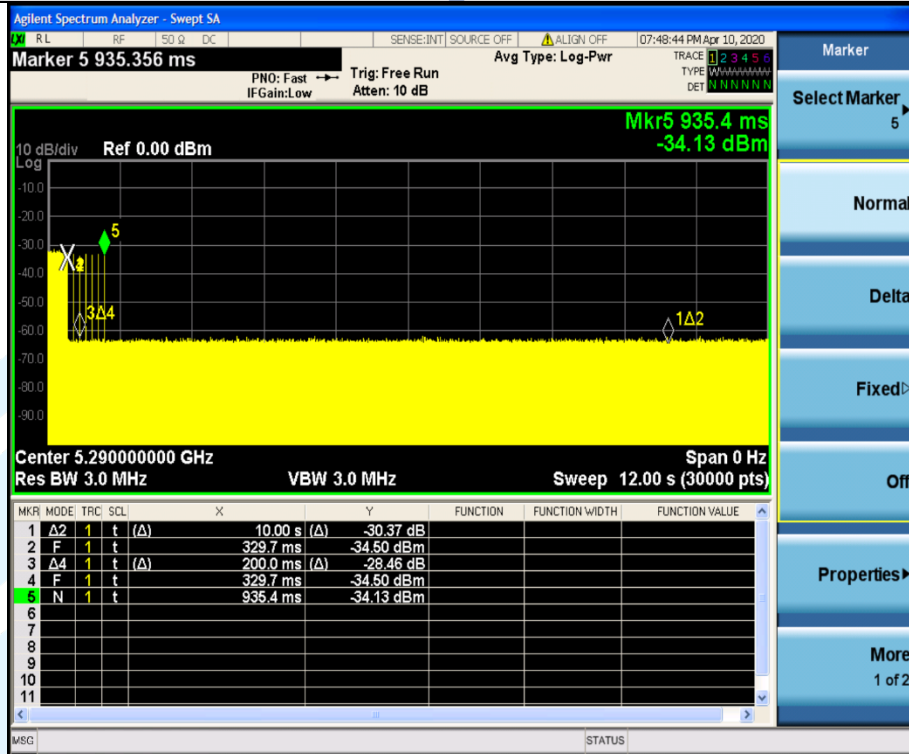 Agilent Spectrum Analyzer - Swept SA
LXI RL RF 50 Ω DC SENSE:INT SOURCE OFF ALIGN OFF 07:48:44 PM Apr 10, 2020
Marker 5 935.356 ms
Avg Type: Log-Pwr
TRACE 1 2 3 4 5 6
PNO: Fast Trig: Free Run
TYPE WWWWWW
IFGain:Low Atten: 10 dB
DET N N N N N N
Mkr5 935.4 ms
-34.13 dBm
10 dB/div Ref 0.00 dBm
Log
-10.0
-20.0
5
-30.0
X
2
-40.0
-50.0
3Δ4
1Δ2
-60.0
-70.0
-80.0
-90.0
Center 5.290000000 GHz Span 0 Hz
Res BW 3.0 MHz VBW 3.0 MHz Sweep 12.00 s (30000 pts)
MKR MODE TRC SCL X Y FUNCTION FUNCTION WIDTH FUNCTION VALUE
1 Δ2 1 t (Δ) 10.00 s (Δ) -30.37 dB
2 F 1 t 329.7 ms -34.50 dBm
3 Δ4 1 t (Δ) 200.0 ms (Δ) -28.46 dB
4 F 1 t 329.7 ms -34.50 dBm
5 N 1 t 935.4 ms -34.13 dBm
6
7
8
9
10
11
MSG STATUS
Marker
Select Marker
5
Normal
Delta
Fixed
Off
Properties
More
1 of 2